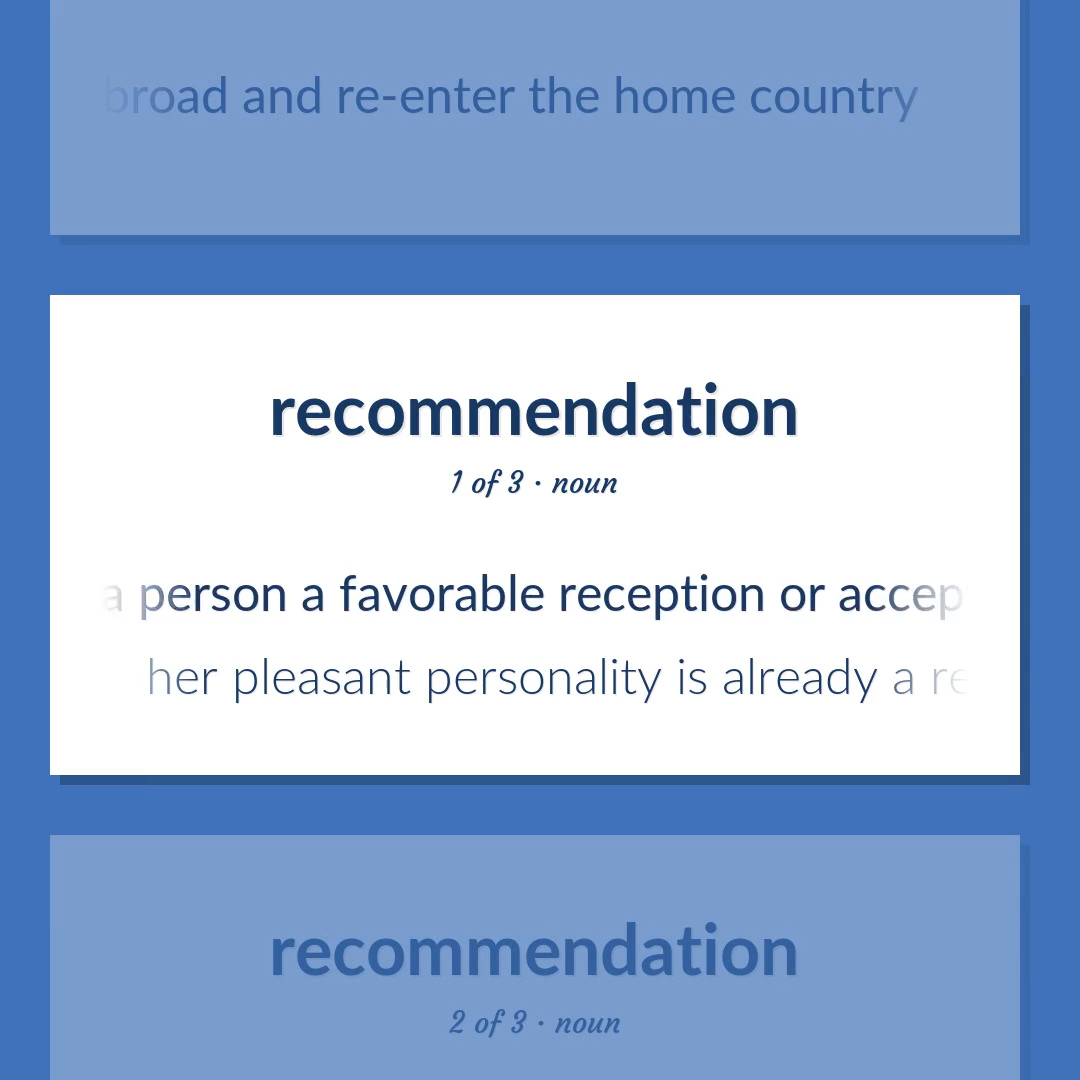 broad and re-enter the home country
recommendation
1 of 3 · noun
a person a favorable reception or accep
her pleasant personality is already a re
recommendation
2 of 3 · noun